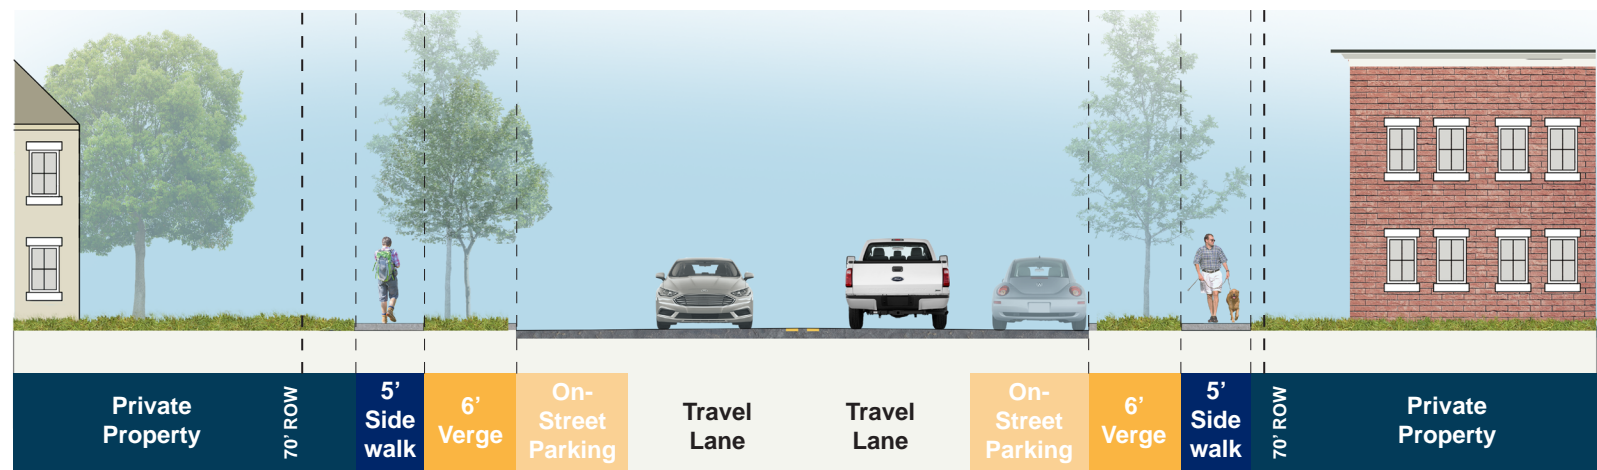 Private
Property
70’ ROW
5’
Side
walk
6’
Verge
On-
Street
Parking
Travel
Lane
Travel
Lane
On-
Street
Parking
6’
Verge
5’
Side
walk
70’ ROW
Private
Property